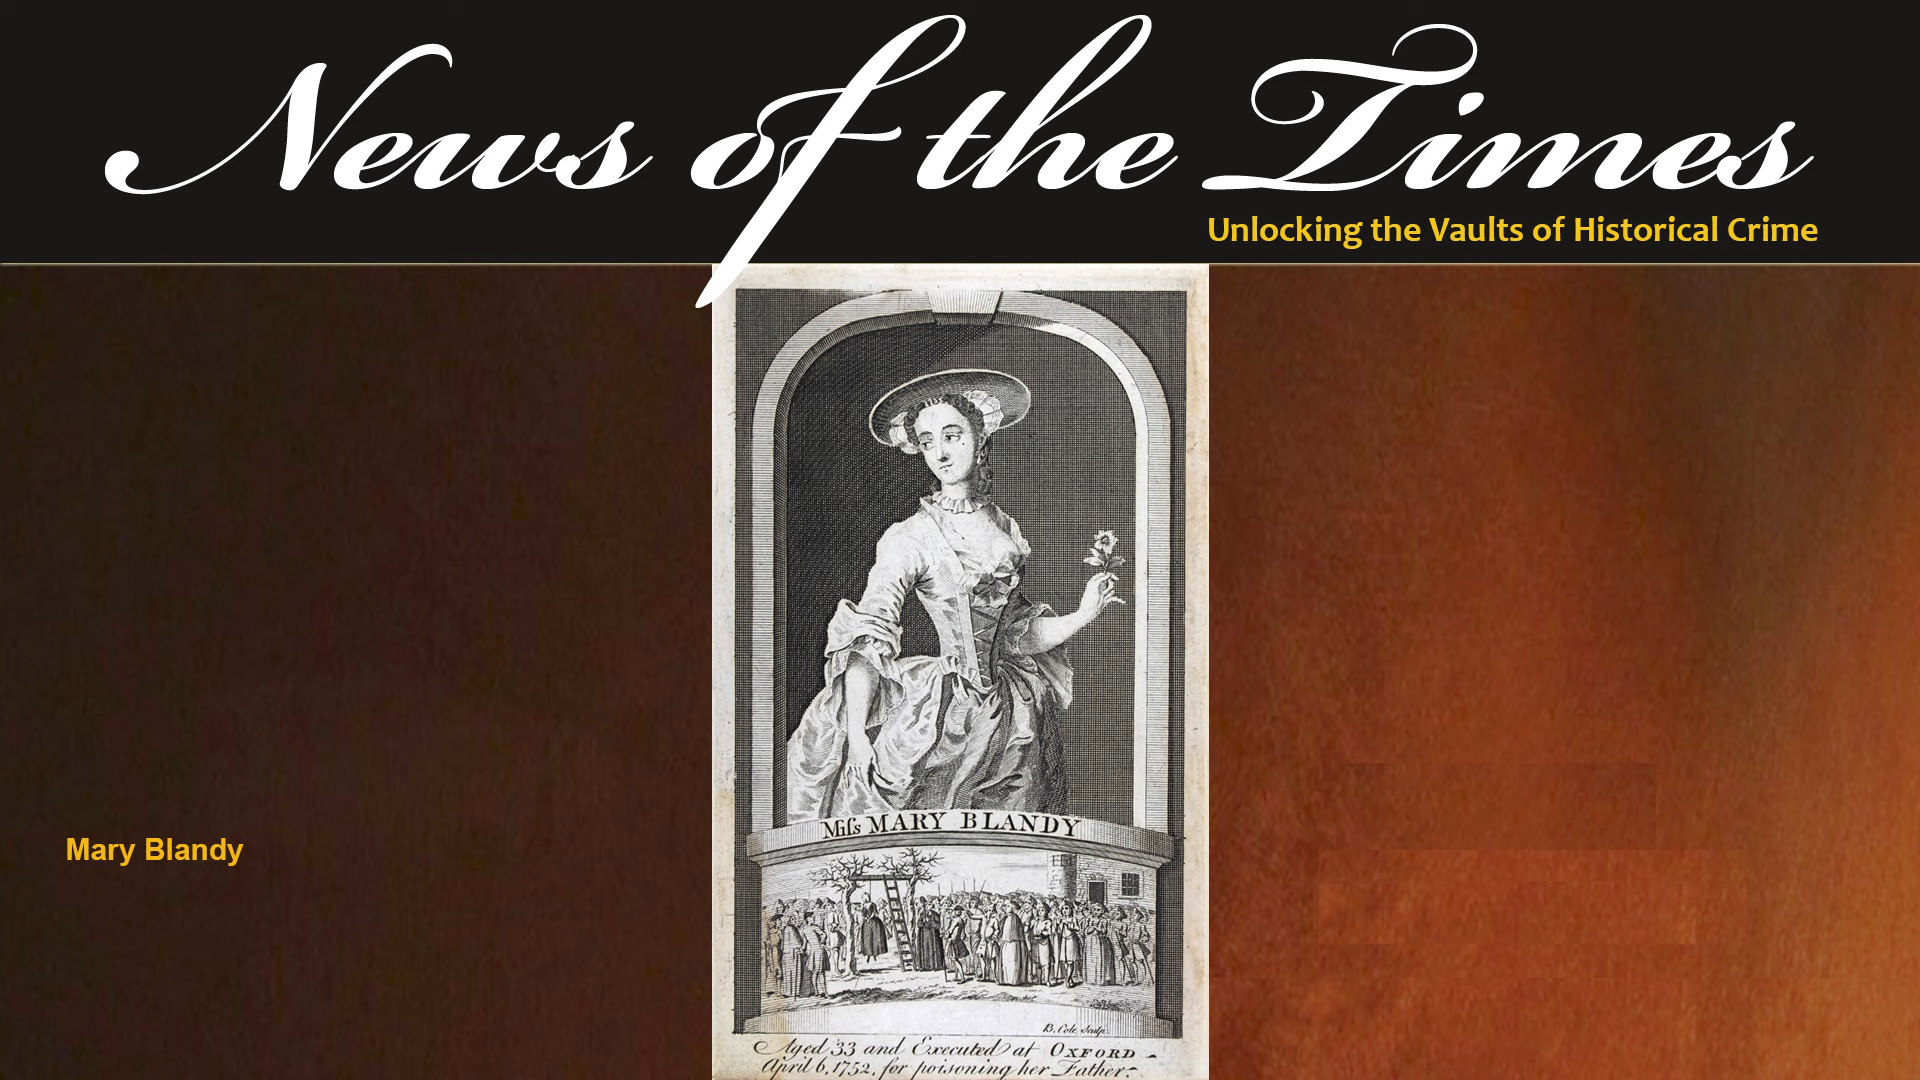 News of the Times
Unlocking the Vaults of Historical Crime
Miſs MARY BLANDY
Mary Blandy
B. Cole Sculp.
Aged 33 and Executed at OXFORD
April 6, 1752, for poisoning her Father.